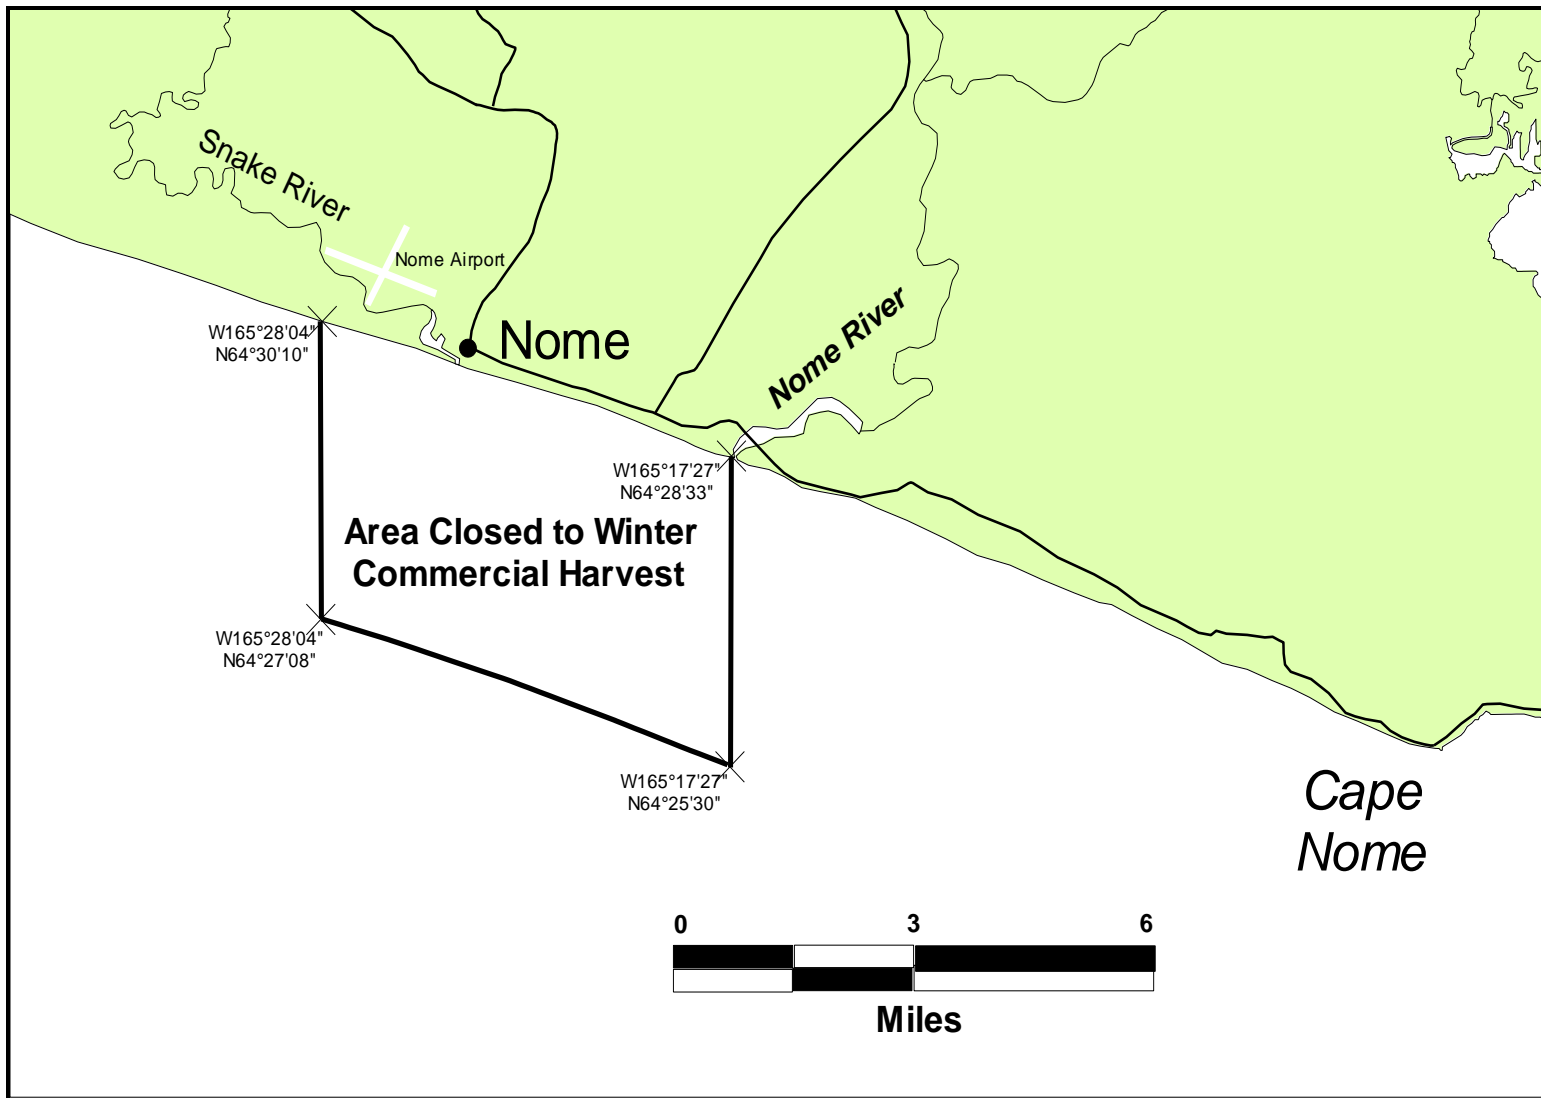 Snake River
Nome Airport
Nome
Nome River
W165°28'04"
N64°30'10"
W165°17'27"
N64°28'33"
Area Closed to Winter
Commercial Harvest
W165°28'04"
N64°27'08"
W165°17'27"
N64°25'30"
Cape
Nome
0 3 6
Miles